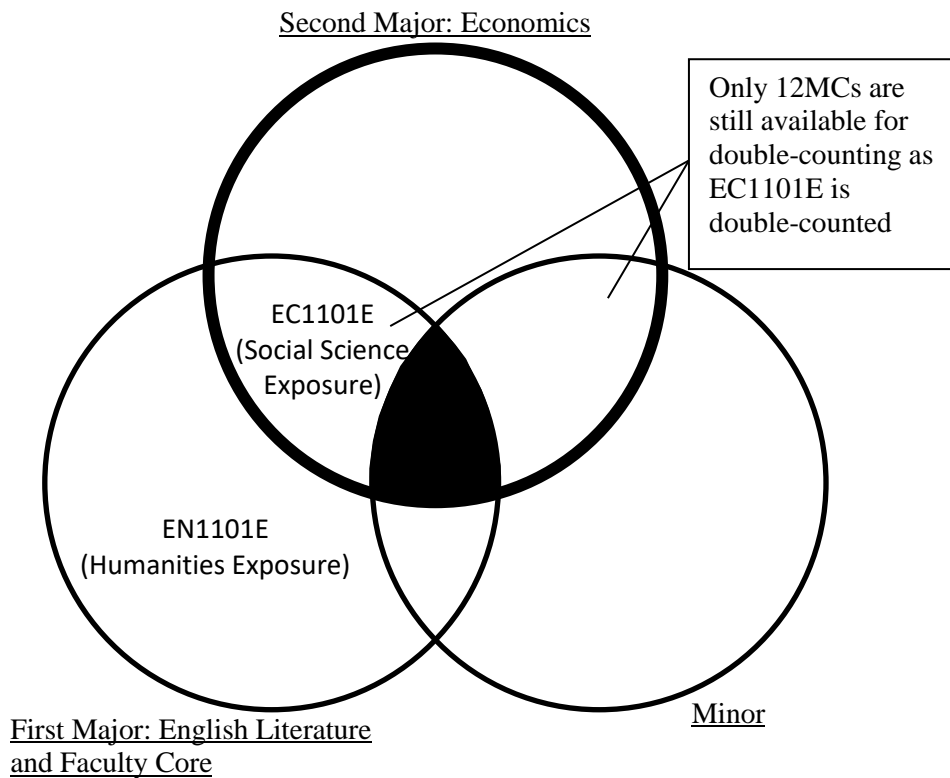 Second Major: Economics
Only 12MCs are
still available for
double-counting as
EC1101E is
double-counted
EC1101E
(Social Science
Exposure)
EN1101E
(Humanities Exposure)
First Major: English Literature
and Faculty Core
Minor